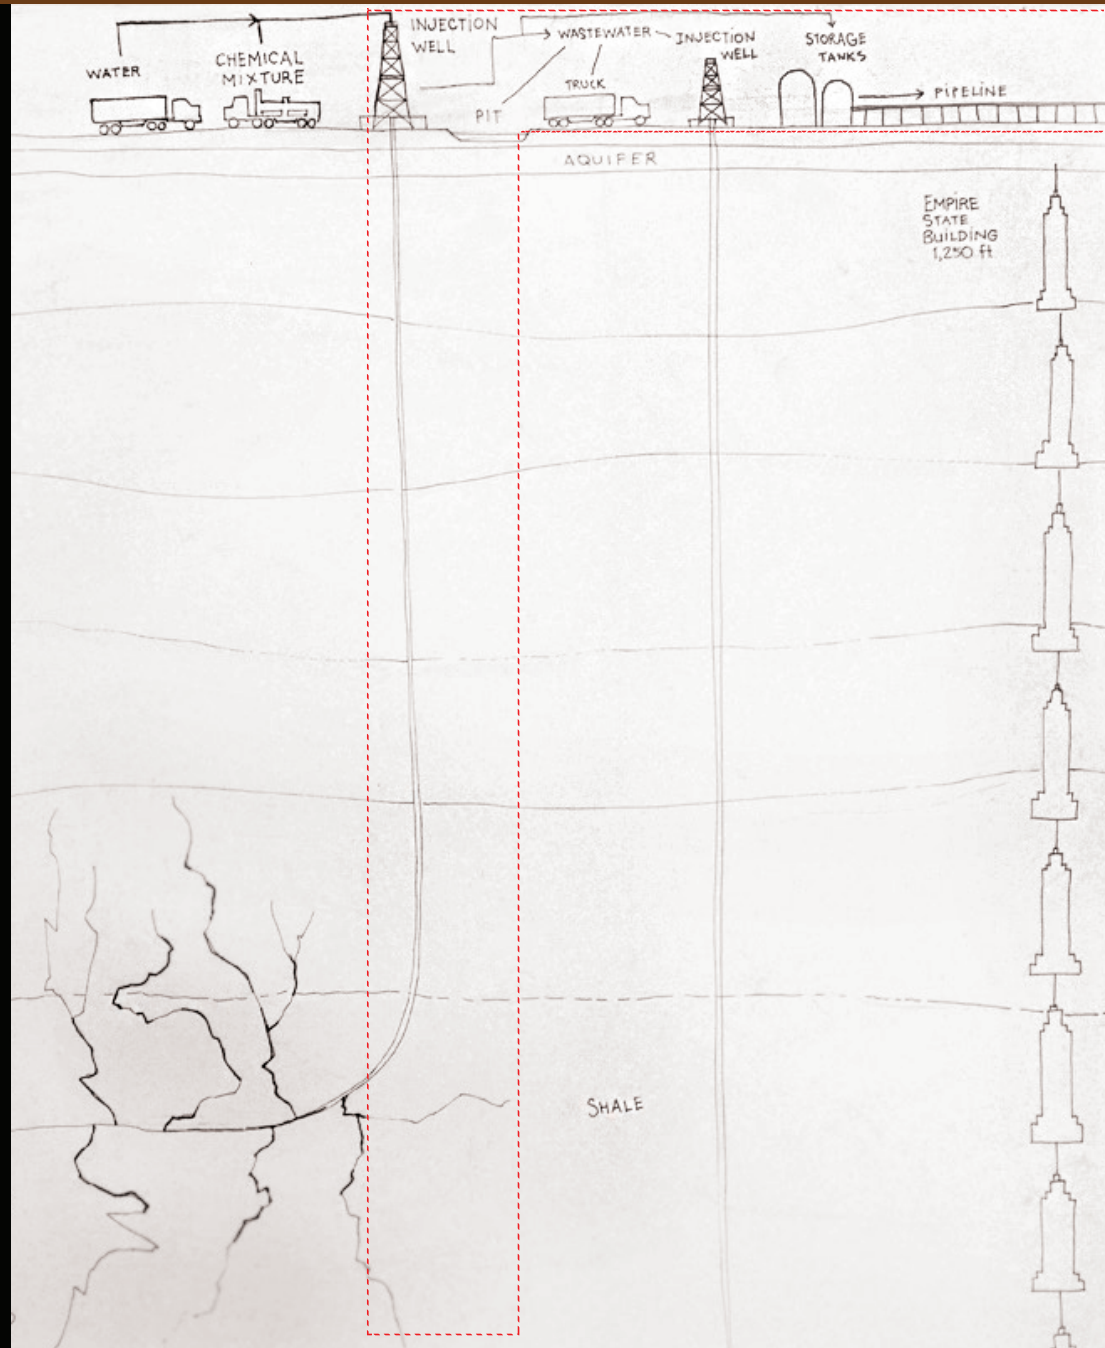 INJECTION
WELL
WATER
CHEMICAL
MIXTURE
WASTEWATER
INJECTION
WELL
STORAGE
TANKS
TRUCK
PIT
PIPELINE
AQUIFER
EMPIRE
STATE
BUILDING
1,250 ft
SHALE